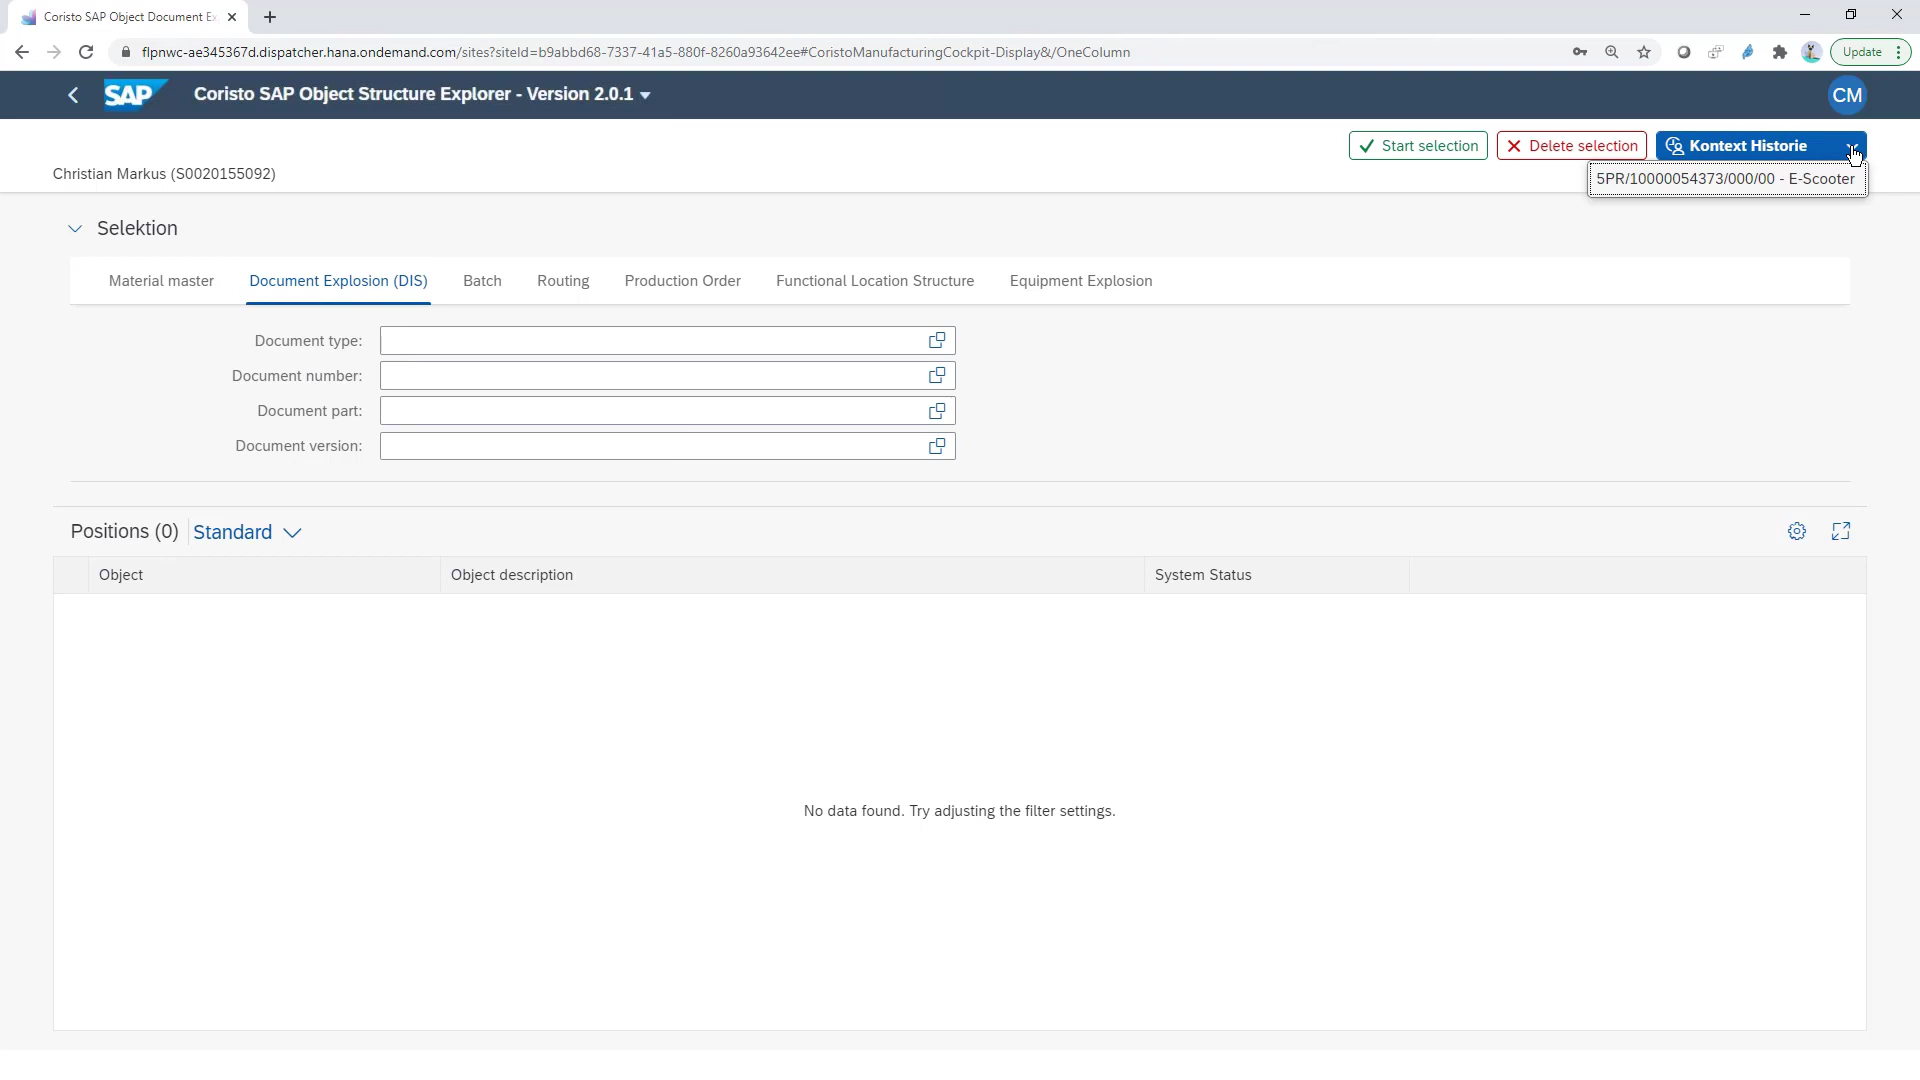 Coristo SAP Object Document Ex
flpnwc-ae345367d.dispatcher.hana.ondemand.com/sites?siteId=b9abbd68-7337-41a5-880f-8260a93642ee#CoristoManufacturingCockpit-Display&/OneColumn
Update
SAP
Coristo SAP Object Structure Explorer - Version 2.0.1
CM
Start selection
Delete selection
Kontext Historie
Christian Markus (S0020155092)
5PR/10000054373/000/00 - E-Scooter
Selektion
Material master
Document Explosion (DIS)
Batch
Routing
Production Order
Functional Location Structure
Equipment Explosion
Document type:
Document number:
Document part:
Document version:
Positions (0)
Standard
Object
Object description
System Status
No data found. Try adjusting the filter settings.